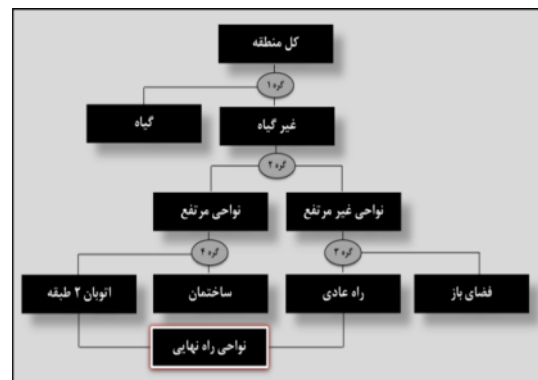 کل منطقه
گره ۱
گیاه
غیر گیاه
گره ۲
نواحی غیر مرتفع
نواحی مرتفع
گره ۳
گره ۴
فضای باز
راه عادی
ساختمان
اتوبان ۲ طبقه
نواحی راه نهایی